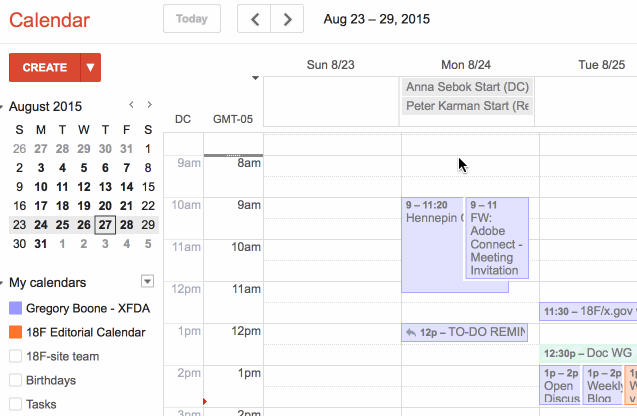 Calendar
Today
Aug 23 – 29, 2015
CREATE
August 2015
S M T W T F S
26 27 28 29 30 31 1
2 3 4 5 6 7 8
9 10 11 12 13 14 15
16 17 18 19 20 21 22
23 24 25 26 27 28 29
30 31 1 2 3 4 5
My calendars
Gregory Boone - XFDA
18F Editorial Calendar
18F-site team
Birthdays
Tasks
Sun 8/23 Mon 8/24 Tue 8/25
Anna Sebok Start (DC)
Peter Karman Start (Re
DC GMT-05
9am 8am
10am 9am
11am 10am
12pm 11am
1pm 12pm
2pm 1pm
3pm 2pm
9 – 11:20
Hennepin
9 – 11
FW:
Adobe
Connect -
Meeting
Invitation
12p – TO-DO REMIN
11:30 – 18F/x.gov
12:30p – Doc WG
1p – 2p
Open
Discus
1p – 2p
Weekly
Blog
1p
W